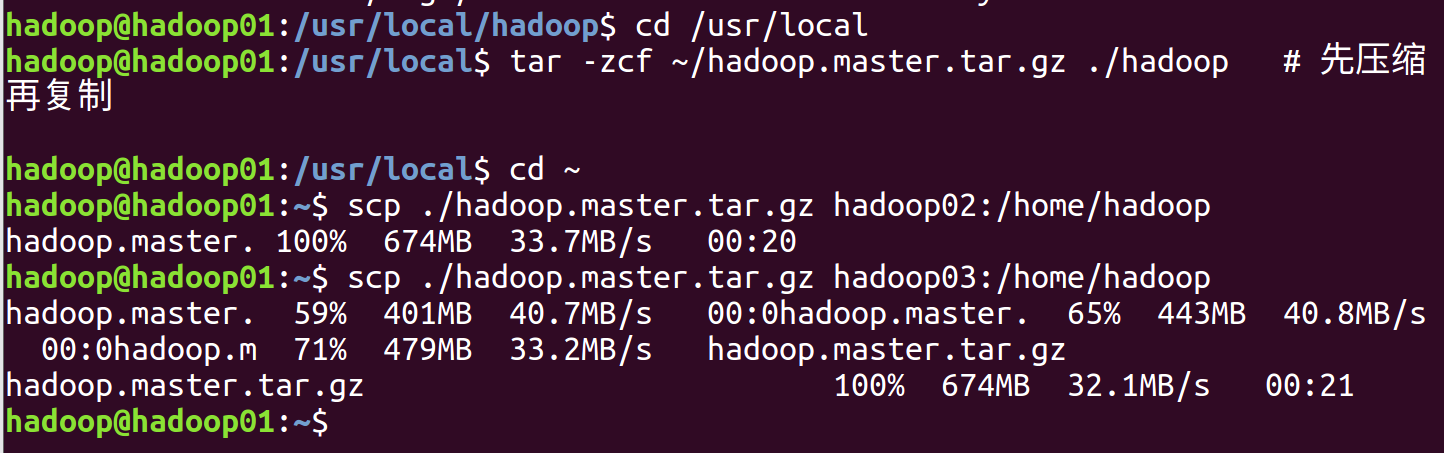 hadoop@hadoop01:/usr/local/hadoop$ cd /usr/local
hadoop@hadoop01:/usr/local$ tar -zcf ~/hadoop.master.tar.gz ./hadoop   # 先压缩
再复制
hadoop@hadoop01:/usr/local$ cd ~
hadoop@hadoop01:~$ scp ./hadoop.master.tar.gz hadoop02:/home/hadoop
hadoop.master. 100%  674MB  33.7MB/s   00:20
hadoop@hadoop01:~$ scp ./hadoop.master.tar.gz hadoop03:/home/hadoop
hadoop.master.  59%  401MB  40.7MB/s   00:0hadoop.master.  65%  443MB  40.8MB/s
  00:0hadoop.m  71%  479MB  33.2MB/s   hadoop.master.tar.gz
hadoop.master.tar.gz                          100%  674MB  32.1MB/s   00:21
hadoop@hadoop01:~$